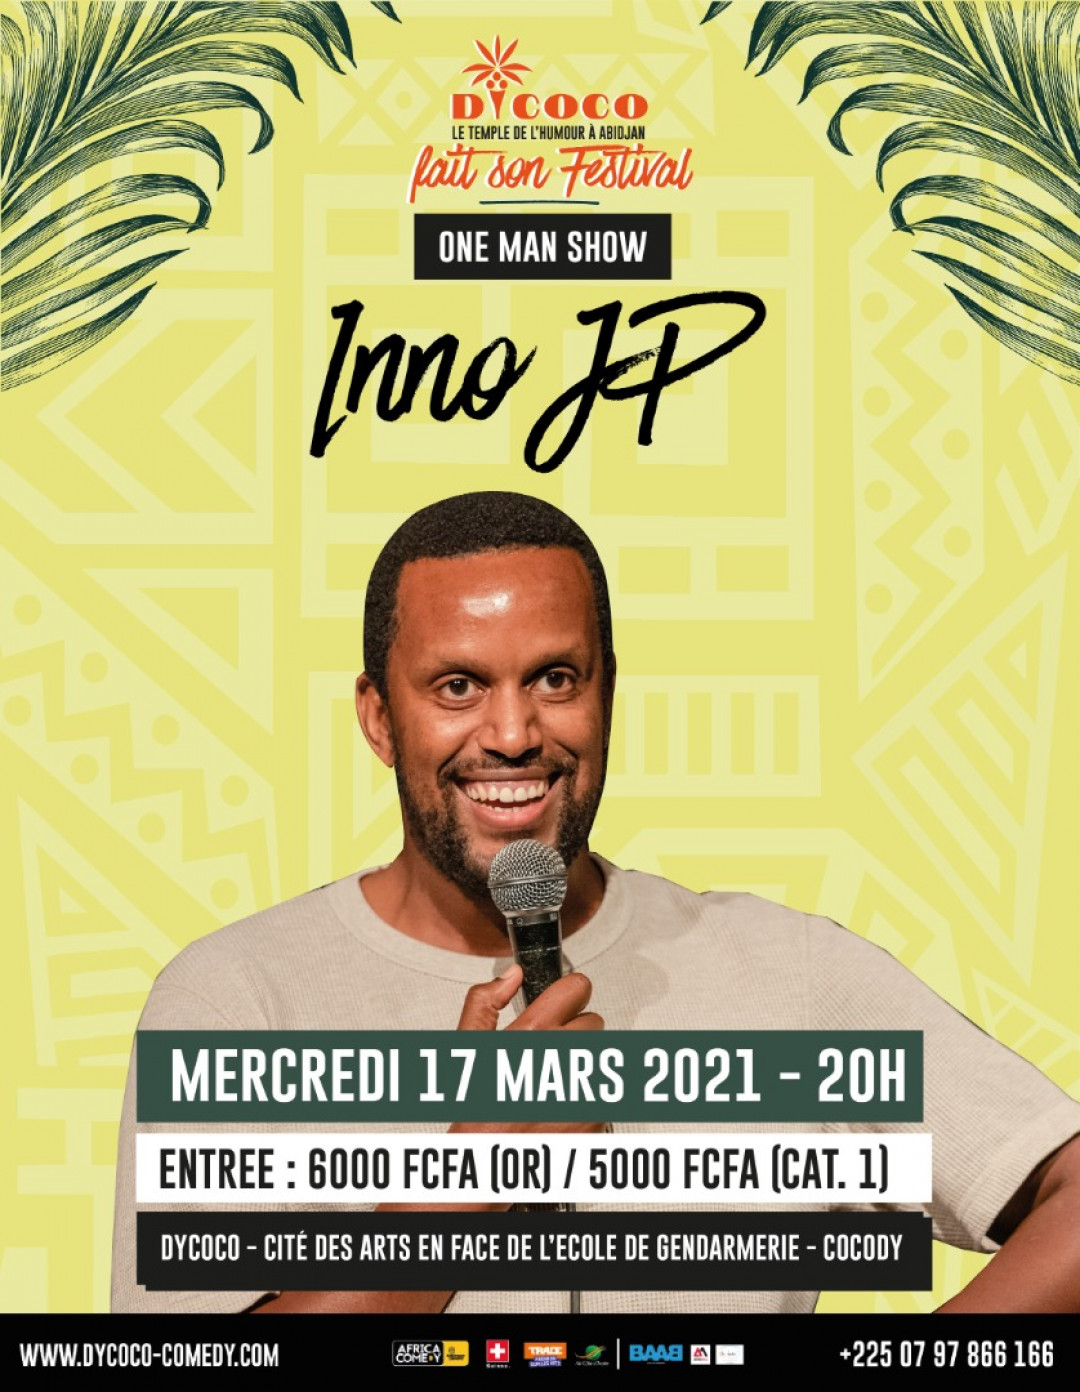 DYCOCO
LE TEMPLE DE L'HUMOUR À ABIDJAN
fait son Festival
ONE MAN SHOW
Inno JP
MERCREDI 17 MARS 2021 - 20H
ENTREE : 6000 FCFA (OR) / 5000 FCFA (CAT. 1)
DYCOCO - CITÉ DES ARTS EN FACE DE L'ECOLE DE GENDARMERIE - COCODY
WWW.DYCOCO-COMEDY.COM
AFRICA
COMEDY
TRACE
BAAB
+225 07 97 866 166